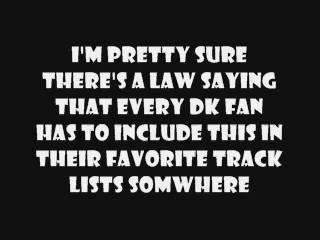 I'M PRETTY SURE
THERE'S A LAW SAYING
THAT EVERY DK FAN
HAS TO INCLUDE THIS IN
THEIR FAVORITE TRACK
LISTS SOMWHERE